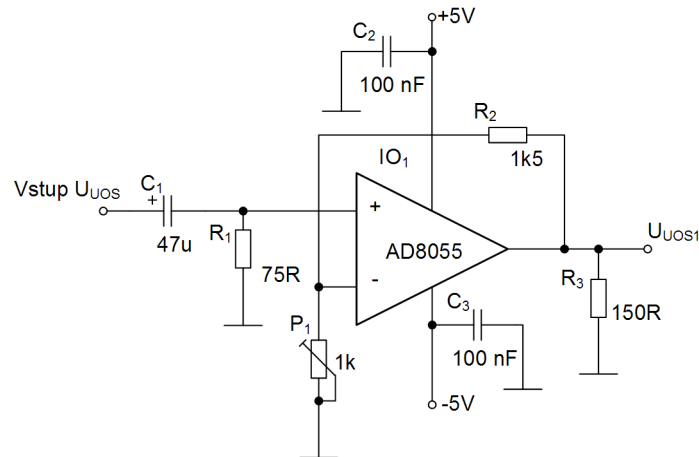 +5V
C2
100 nF
R2
1k5
IO1
Vstup UUOS
C1
+
47u
R1
75R
+
-
AD8055
UUOS1
R3
150R
C3
100 nF
P1
1k
-5V